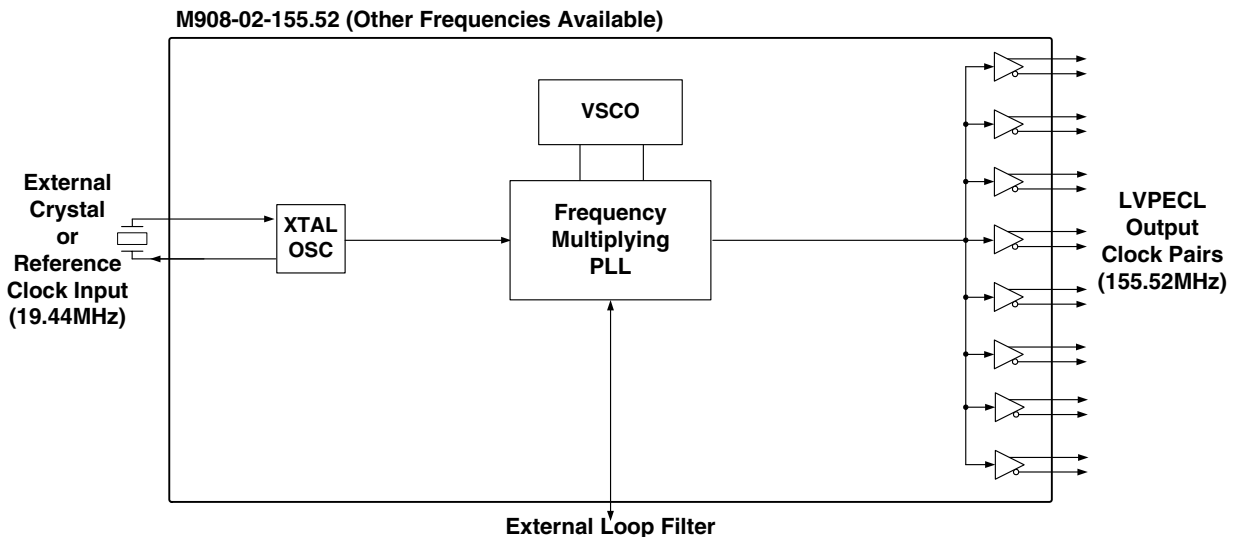 M908-02-155.52 (Other Frequencies Available)
VSCO
External
Crystal
or
Reference
Clock Input
(19.44MHz)
XTAL
OSC
Frequency
Multiplying
PLL
LVPECL
Output
Clock Pairs
(155.52MHz)
External Loop Filter